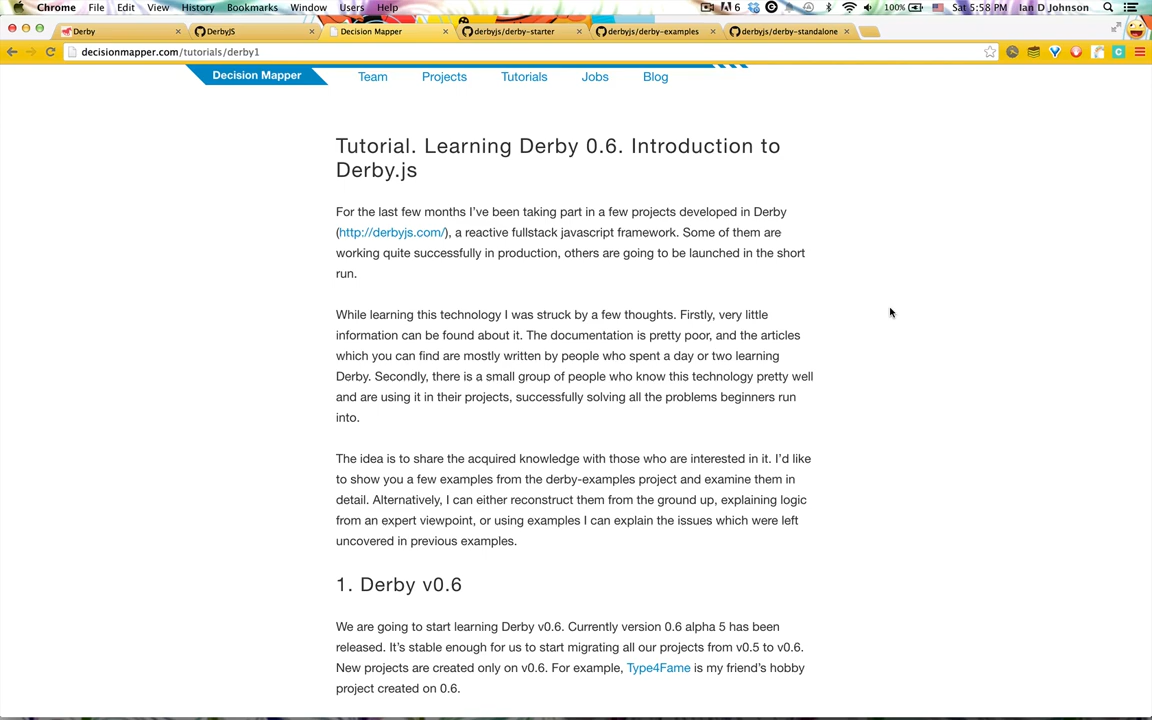 Chrome File Edit View History Bookmarks Window Users Help 6 100% Sat 5:58 PM Ian D Johnson
Derby DerbyJS Decision Mapper derbyjs/derby-starter derbyjs/derby-examples derbyjs/derby-standalone
decisionmapper.com/tutorials/derby1
Decision Mapper Team Projects Tutorials Jobs Blog
Tutorial. Learning Derby 0.6. Introduction to
Derby.js
For the last few months I've been taking part in a few projects developed in Derby
(http://derbyjs.com/), a reactive fullstack javascript framework. Some of them are
working quite successfully in production, others are going to be launched in the short
run.
While learning this technology I was struck by a few thoughts. Firstly, very little
information can be found about it. The documentation is pretty poor, and the articles
which you can find are mostly written by people who spent a day or two learning
Derby. Secondly, there is a small group of people who know this technology pretty well
and are using it in their projects, successfully solving all the problems beginners run
into.
The idea is to share the acquired knowledge with those who are interested in it. I'd like
to show you a few examples from the derby-examples project and examine them in
detail. Alternatively, I can either reconstruct them from the ground up, explaining logic
from an expert viewpoint, or using examples I can explain the issues which were left
uncovered in previous examples.
1. Derby v0.6
We are going to start learning Derby v0.6. Currently version 0.6 alpha 5 has been
released. It's stable enough for us to start migrating all our projects from v0.5 to v0.6.
New projects are created only on v0.6. For example, Type4Fame is my friend's hobby
project created on 0.6.